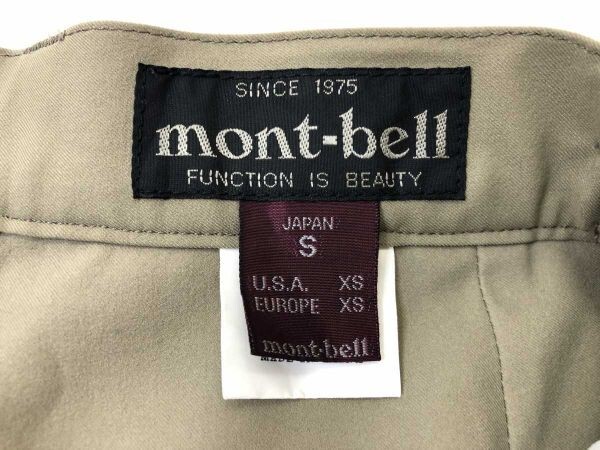 SINCE 1975
mont-bell
FUNCTION IS BEAUTY
JAPAN
S
U.S.A. XS
EUROPE XS
mont-bell